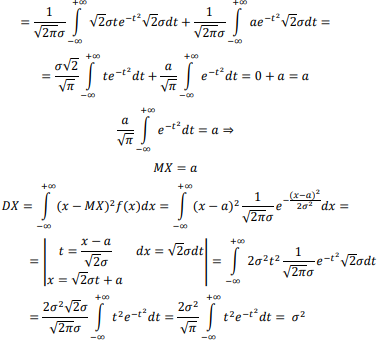 = \frac{1}{\sqrt{2\pi}\sigma} \int_{-\infty}^{+\infty} \sqrt{2}\sigma t e^{-t^2} \sqrt{2}\sigma dt + \frac{1}{\sqrt{2\pi}\sigma} \int_{-\infty}^{+\infty} a e^{-t^2} \sqrt{2}\sigma dt =
= \frac{\sigma\sqrt{2}}{\sqrt{\pi}} \int_{-\infty}^{+\infty} t e^{-t^2} dt + \frac{a}{\sqrt{\pi}} \int_{-\infty}^{+\infty} e^{-t^2} dt = 0 + a = a
\frac{a}{\sqrt{\pi}} \int_{-\infty}^{+\infty} e^{-t^2} dt = a ⇒
MX = a
DX = \int_{-\infty}^{+\infty} (x - MX)^2 f(x) dx = \int_{-\infty}^{+\infty} (x - a)^2 \frac{1}{\sqrt{2\pi}\sigma} e^{-\frac{(x-a)^2}{2\sigma^2}} dx =
= \left| t = \frac{x - a}{\sqrt{2}\sigma} \quad dx = \sqrt{2}\sigma dt \atop x = \sqrt{2}\sigma t + a \right| = \int_{-\infty}^{+\infty} 2\sigma^2 t^2 \frac{1}{\sqrt{2\pi}\sigma} e^{-t^2} \sqrt{2}\sigma dt
= \frac{2\sigma^2 \sqrt{2}\sigma}{\sqrt{2\pi}\sigma} \int_{-\infty}^{+\infty} t^2 e^{-t^2} dt = \frac{2\sigma^2}{\sqrt{\pi}} \int_{-\infty}^{+\infty} t^2 e^{-t^2} dt = \sigma^2